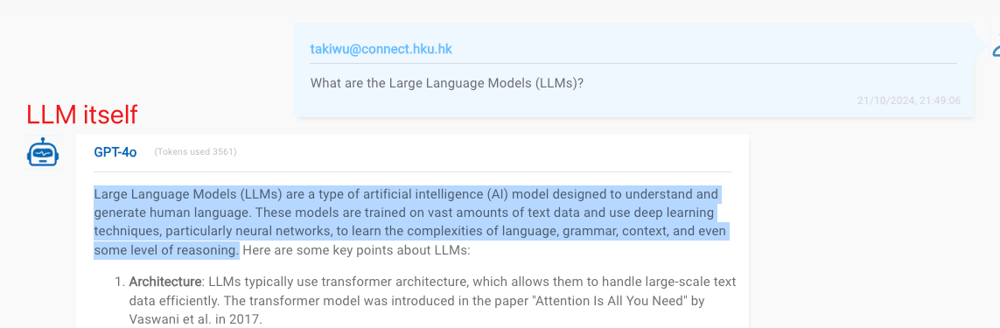 takiwu@connect.hku.hk
What are the Large Language Models (LLMs)?
21/10/2024, 21:49:06
LLM itself
GPT-4o (Tokens used 3561)
Large Language Models (LLMs) are a type of artificial intelligence (AI) model designed to understand and
generate human language. These models are trained on vast amounts of text data and use deep learning
techniques, particularly neural networks, to learn the complexities of language, grammar, context, and even
some level of reasoning. Here are some key points about LLMs:
1. Architecture: LLMs typically use transformer architecture, which allows them to handle large-scale text
data efficiently. The transformer model was introduced in the paper "Attention Is All You Need" by
Vaswani et al. in 2017.